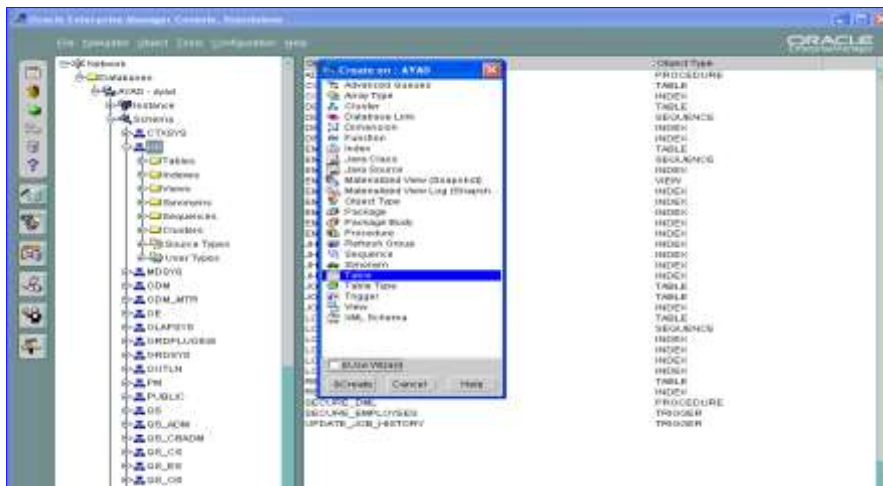 Oracle Enterprise Manager Console, Standalone
File Navigator Object Tools Configuration Help
ORACLE
Enterprise Manager
Network
Databases
AYAD - ayad
Instance
Schema
CTXSYS
HR
Tables
Indexes
Views
Synonyms
Sequences
Clusters
Source Types
User Types
MDSYS
ODM
ODM_MTR
OE
OLAPSYS
ORDPLUGINS
ORDSYS
OUTLN
PM
PUBLIC
QS
QS_ADM
QS_CBADM
QS_CS
QS_ES
QS_OS
Create on : AYAD
Advanced Queues
Array Type
Cluster
Database Link
Dimension
Function
Index
Java Class
Java Source
Materialized View (Snapshot)
Materialized View Log (Snapsh
Object Type
Package
Package Body
Procedure
Refresh Group
Sequence
Synonym
Table
Table Type
Trigger
View
XML Schema
&Use Wizard
&Create
Cancel
Help
Object Type
PROCEDURE
TABLE
INDEX
TABLE
SEQUENCE
INDEX
INDEX
TABLE
SEQUENCE
INDEX
VIEW
INDEX
INDEX
INDEX
INDEX
INDEX
INDEX
INDEX
INDEX
INDEX
TABLE
TABLE
INDEX
TABLE
SEQUENCE
INDEX
INDEX
INDEX
INDEX
TABLE
INDEX
SECURE_DML PROCEDURE
SECURE_EMPLOYEES TRIGGER
UPDATE_JOB_HISTORY TRIGGER